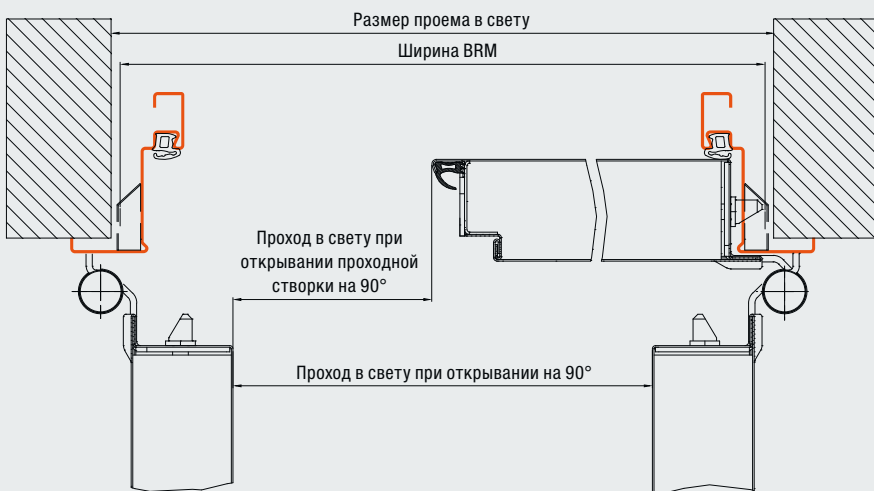 Размер проема в свету
Ширина BRM
Проход в свету при
открывании проходной
створки на 90°
Проход в свету при открывании на 90°